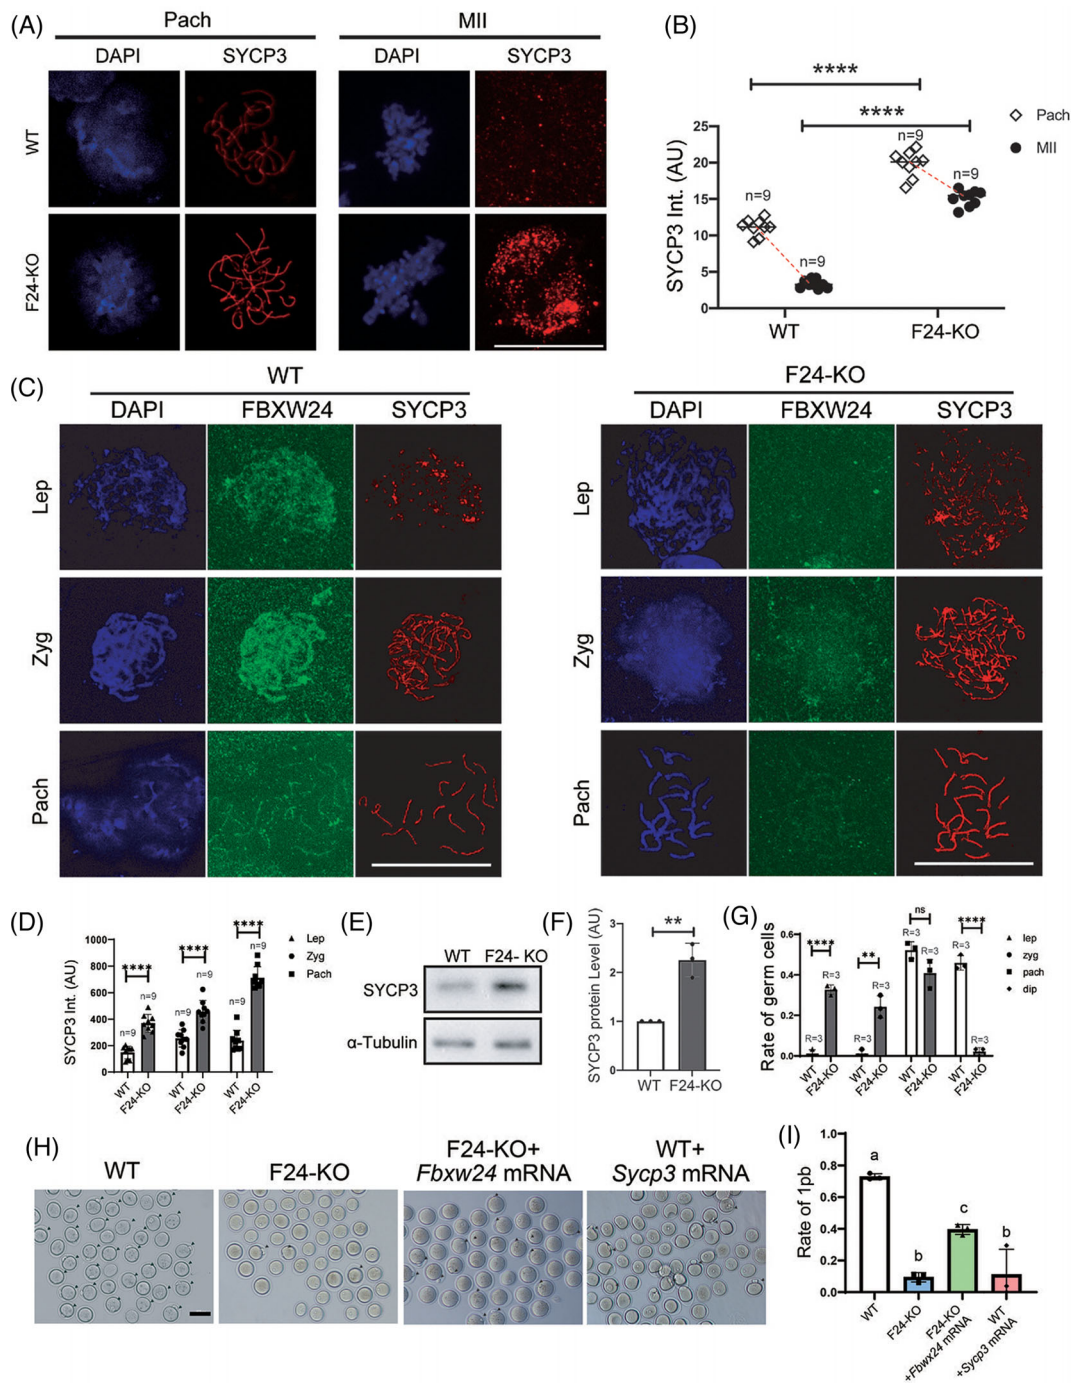 (A)
Pach
MII
DAPI
SYCP3
DAPI
SYCP3
WT
F24-KO
(B)
****
****
SYCP3 Int. (AU)
25
20
15
10
5
0
n=9
n=9
n=9
n=9
WT
F24-KO
Pach
MII
(C)
WT
DAPI
FBXW24
SYCP3
Lep
Zyg
Pach
F24-KO
DAPI
FBXW24
SYCP3
Lep
Zyg
Pach
(D)
SYCP3 Int. (AU)
1000
800
600
400
200
0
****
****
****
n=9
n=9
n=9
n=9
n=9
n=9
WT
F24-KO
WT
F24-KO
WT
F24-KO
Lep
Zyg
Pach
(E)
WT
F24- KO
SYCP3
α-Tubulin
(F)
SYCP3 protein Level (AU)
3
2
1
0
**
WT
F24-KO
(G)
Rate of germ cells
0.6
0.4
0.2
0.0
****
**
ns
****
R=3
R=3
R=3
R=3
R=3
R=3
R=3
R=3
WT
F24-KO
WT
F24-KO
WT
F24-KO
WT
F24-KO
lep
zyg
pach
dip
(H)
WT
F24-KO
F24-KO+
Fbxw24 mRNA
WT+
Sycp3 mRNA
(I)
Rate of 1pb
1.0
0.8
0.6
0.4
0.2
0.0
a
b
c
b
WT
F24-KO
F24-KO
+Fbwx24 mRNA
WT
+Sycp3 mRNA